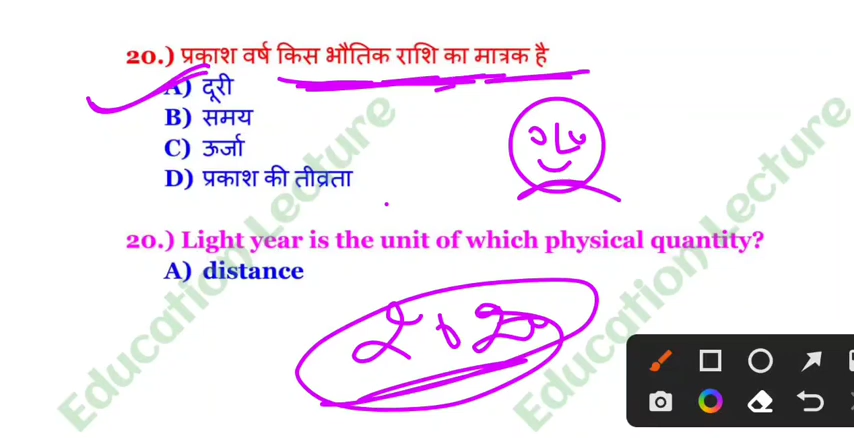 20.) प्रकाश वर्ष किस भौतिक राशि का मात्रक है
A) दूरी
B) समय
C) ऊर्जा
D) प्रकाश की तीव्रता
20.) Light year is the unit of which physical quantity?
A) distance
Education Lecture
Education Lecture